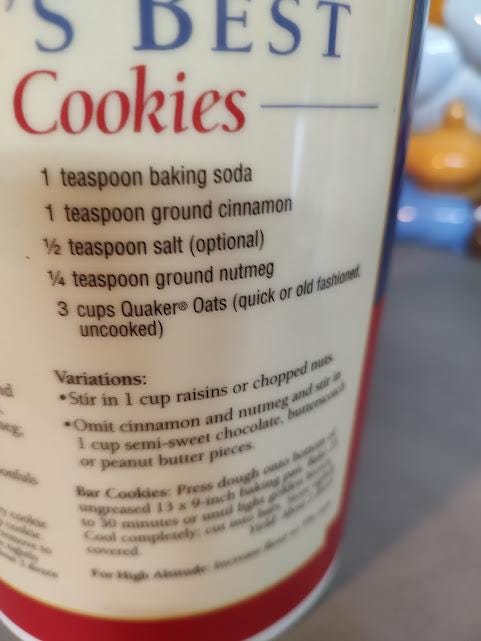 'S BEST
Cookies
1 teaspoon baking soda
1 teaspoon ground cinnamon
½ teaspoon salt (optional)
¼ teaspoon ground nutmeg
3 cups Quaker® Oats (quick or old fashioned,
uncooked)
Variations:
•Stir in 1 cup raisins or chopped nuts.
•Omit cinnamon and nutmeg and stir in
1 cup semi-sweet chocolate, butterscotch
or peanut butter pieces.
Bar Cookies: Press dough onto bottom of
ungreased 13 x 9-inch baking pan.
to 30 minutes or until light golden
Cool completely; cut into bars.
covered.
For High Altitude: Increase